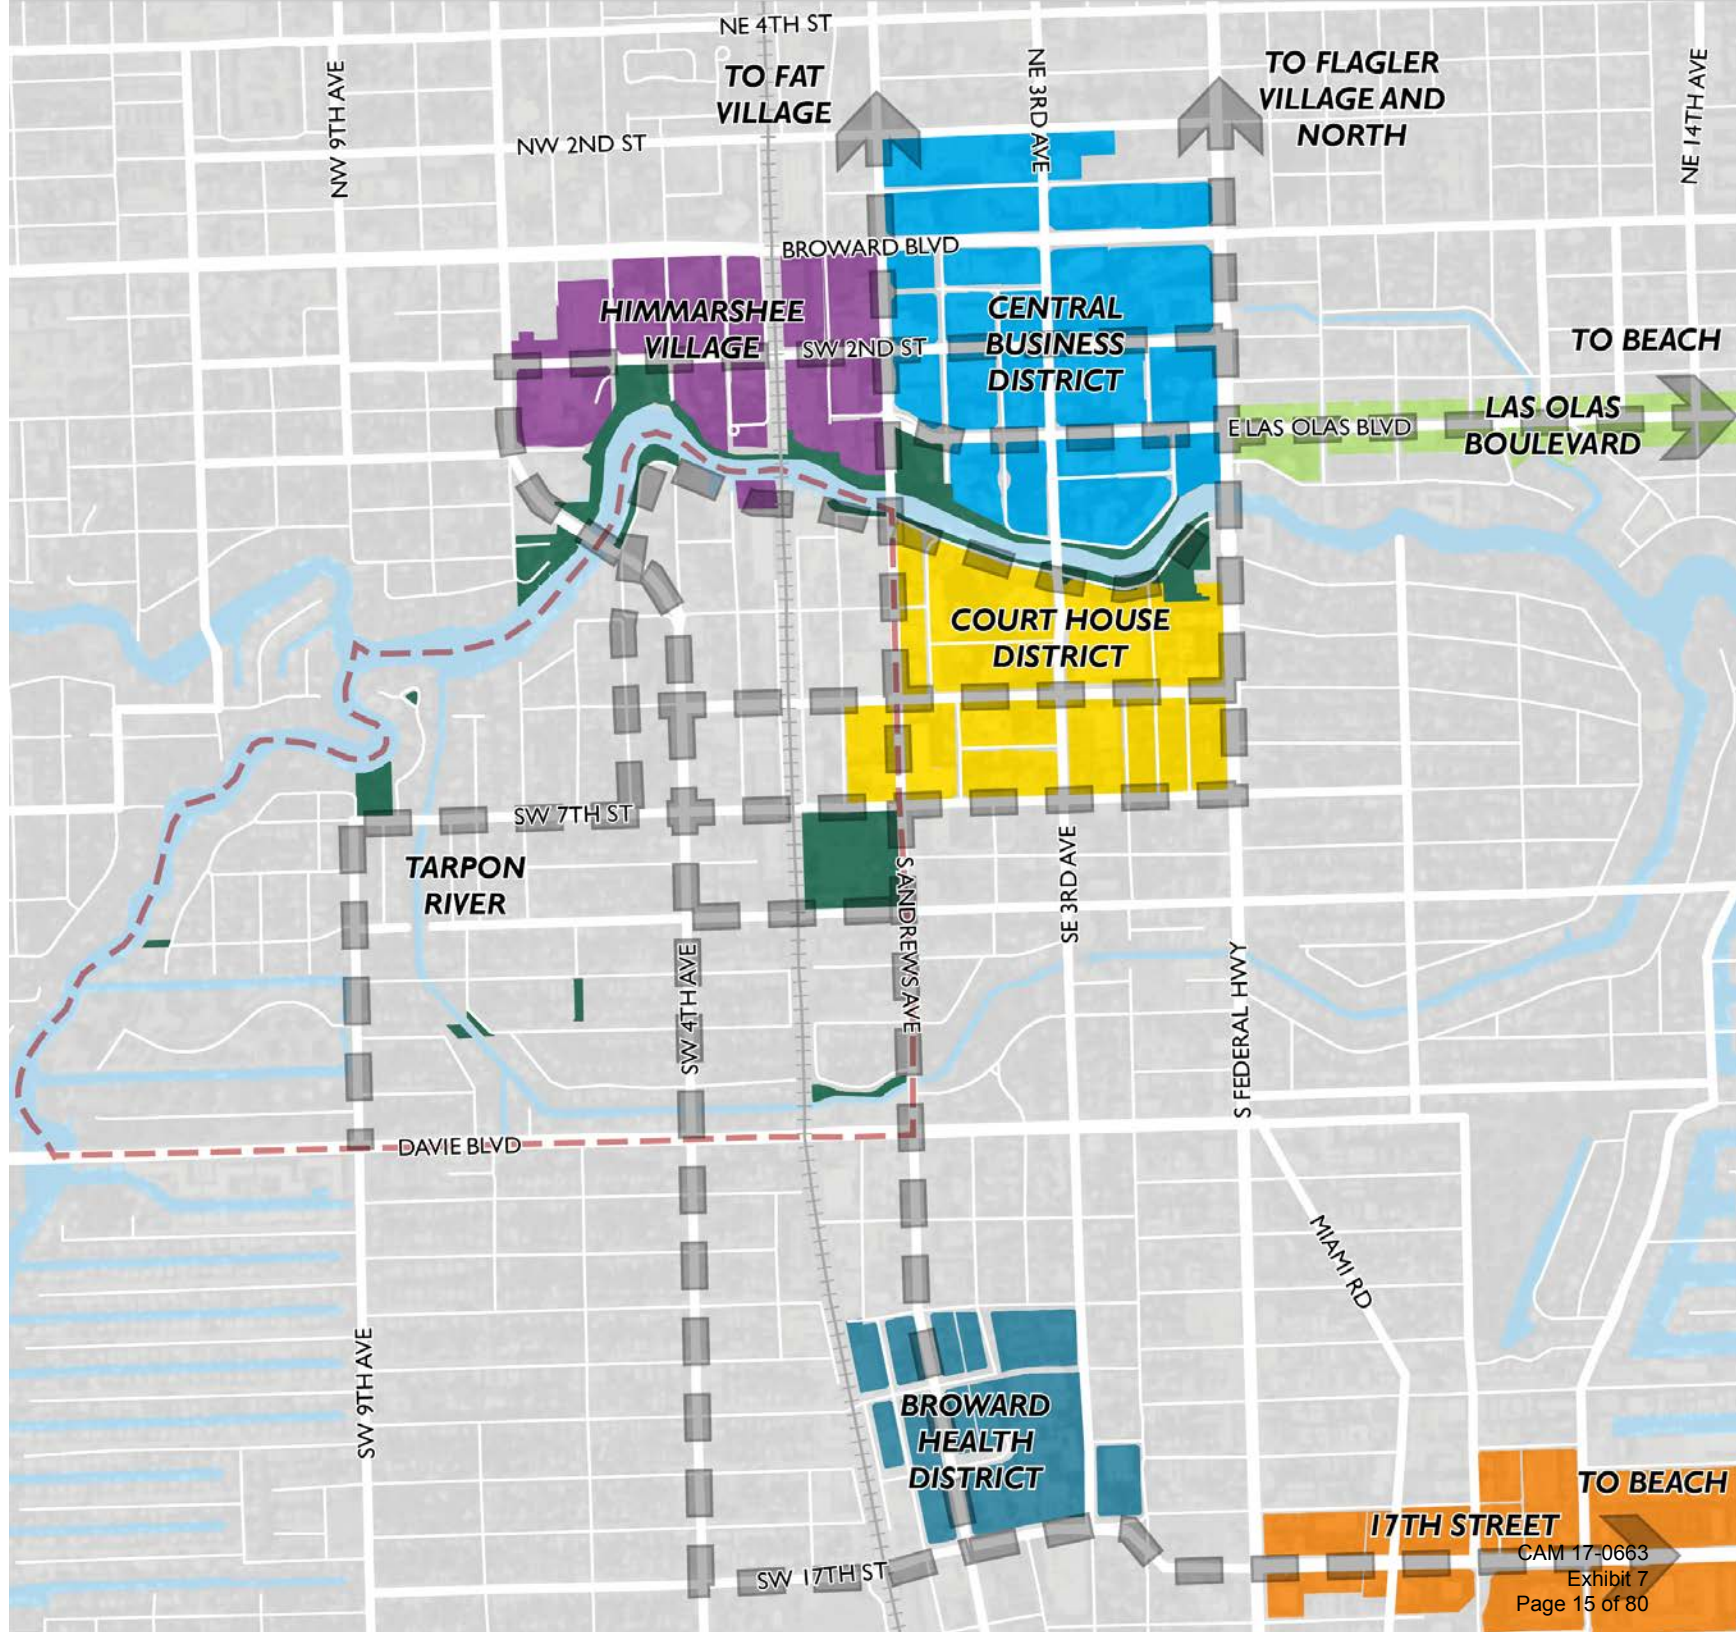 NE 4TH ST
TO FAT
VILLAGE
NE 3RD AVE
TO FLAGLER
VILLAGE AND
NORTH
NE 14TH AVE
NW 9TH AVE
NW 2ND ST
BROWARD BLVD
HIMMARSHEE
VILLAGE
SW 2ND ST
CENTRAL
BUSINESS
DISTRICT
TO BEACH
E LAS OLAS BLVD
LAS OLAS
BOULEVARD
COURT HOUSE
DISTRICT
SW 7TH ST
TARPON
RIVER
S ANDREWS AVE
SE 3RD AVE
SW 4TH AVE
S FEDERAL HWY
DAVIE BLVD
MIAMI RD
SW 9TH AVE
BROWARD
HEALTH
DISTRICT
TO BEACH
17TH STREET
SW 17TH ST
CAM 17-0663
Exhibit 7
Page 15 of 80